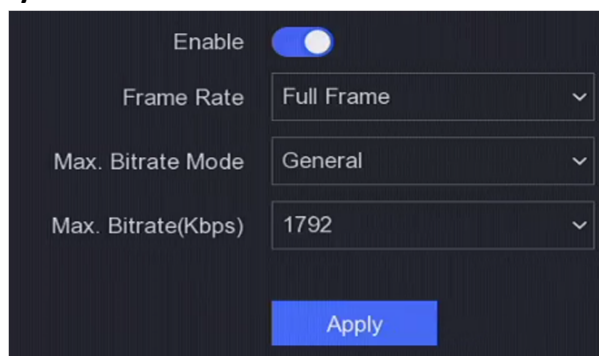 Enable
Frame Rate Full Frame
Max. Bitrate Mode General
Max. Bitrate(Kbps) 1792
Apply